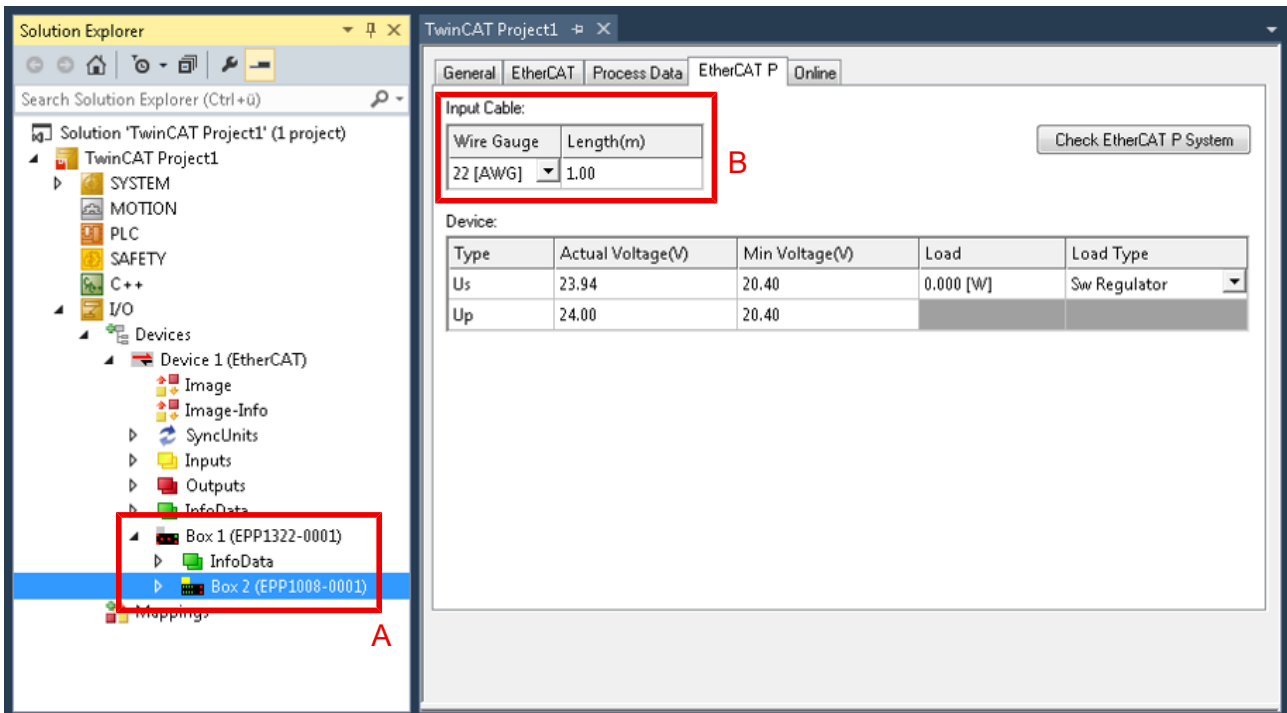 Solution Explorer
Search Solution Explorer (Ctrl+ü)
Solution 'TwinCAT Project1' (1 project)
TwinCAT Project1
SYSTEM
MOTION
PLC
SAFETY
C++
I/O
Devices
Device 1 (EtherCAT)
Image
Image-Info
SyncUnits
Inputs
Outputs
InfoData
Box 1 (EPP1322-0001)
InfoData
Box 2 (EPP1008-0001)
Mappings
A
TwinCAT Project1
General EtherCAT Process Data EtherCAT P Online
Input Cable:
Wire Gauge Length(m)
22 [AWG] 1.00
B
Check EtherCAT P System
Device:
Type Actual Voltage(V) Min Voltage(V) Load Load Type
Us 23.94 20.40 0.000 [W] Sw Regulator
Up 24.00 20.40